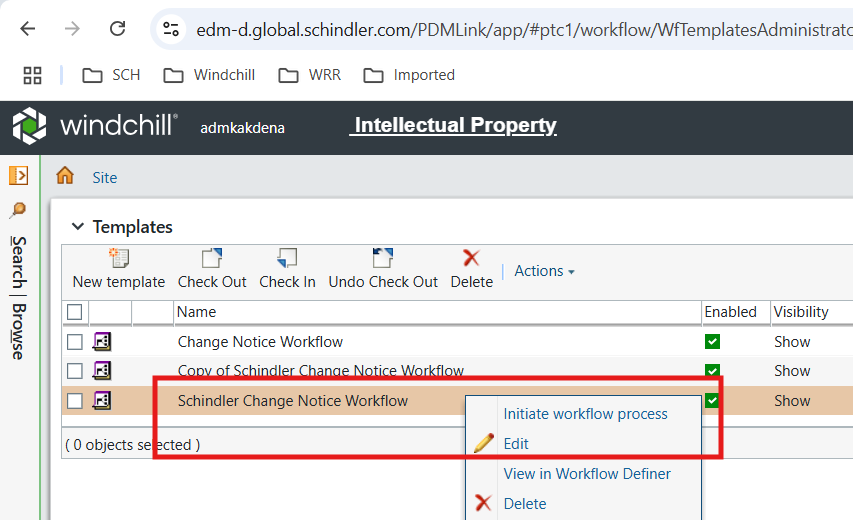 edm-d.global.schindler.com/PDMLink/app/#ptc1/workflow/WfTemplatesAdministrato
SCH Windchill WRR Imported
windchill® admkakdena Intellectual Property
Site
Templates
New template Check Out Check In Undo Check Out Delete Actions
Name Enabled Visibility
Change Notice Workflow Show
Copy of Schindler Change Notice Workflow Show
Schindler Change Notice Workflow Show
Initiate workflow process
( 0 objects selected ) Edit
View in Workflow Definer
Delete
Search | Browse